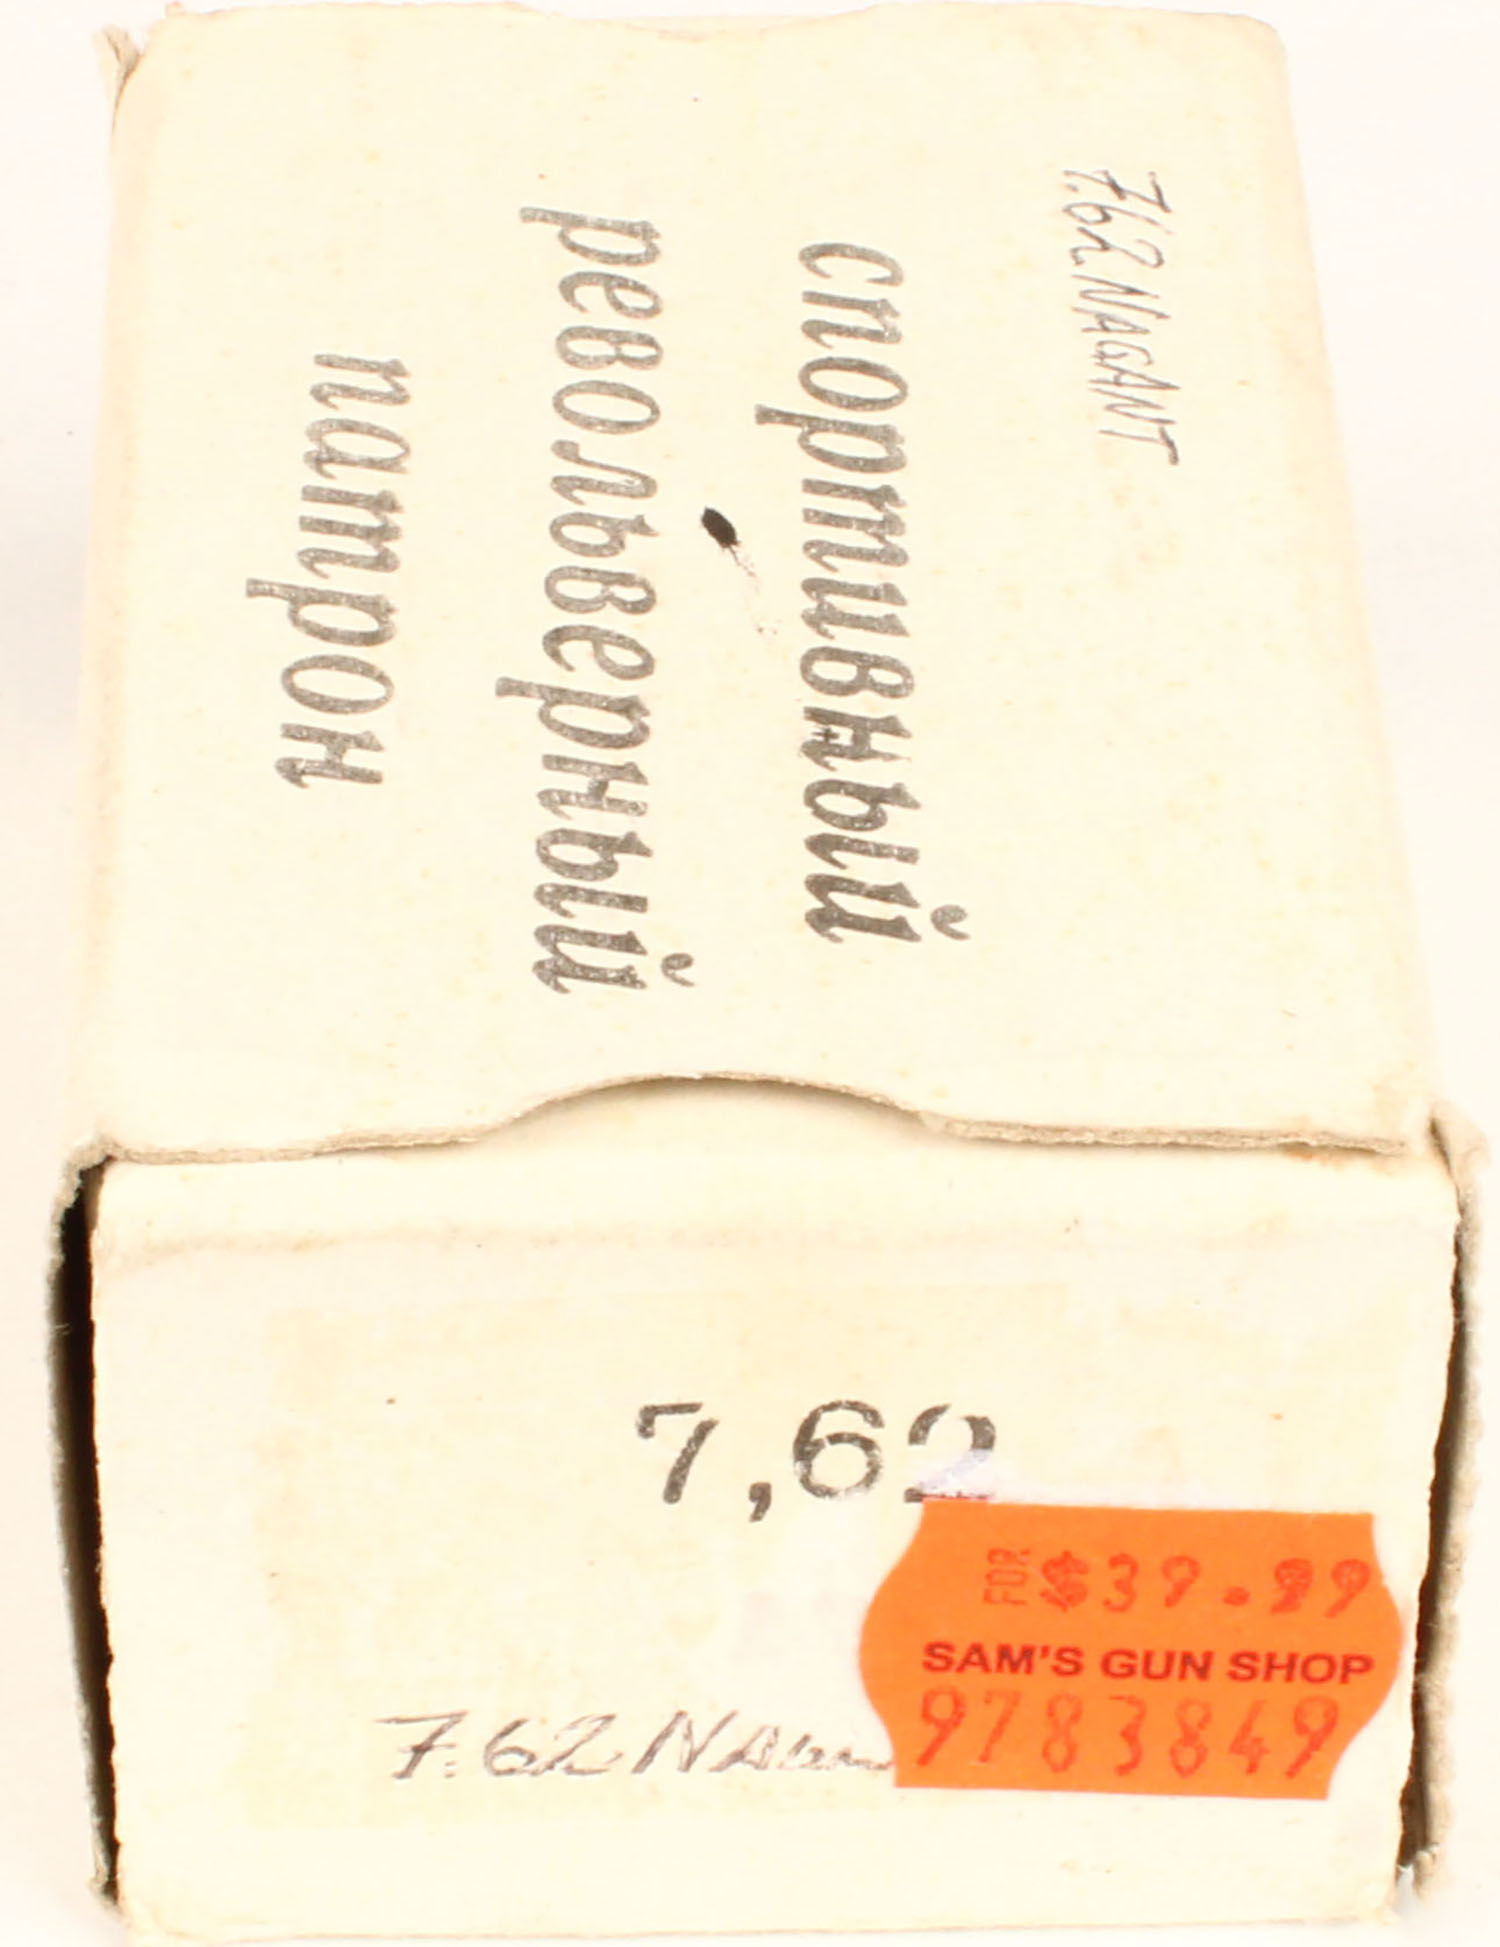 7.62 NAGANT
спортивный
револьверный
патрон
7,62
FOR $39.99
SAM'S GUN SHOP
9783849
7.62